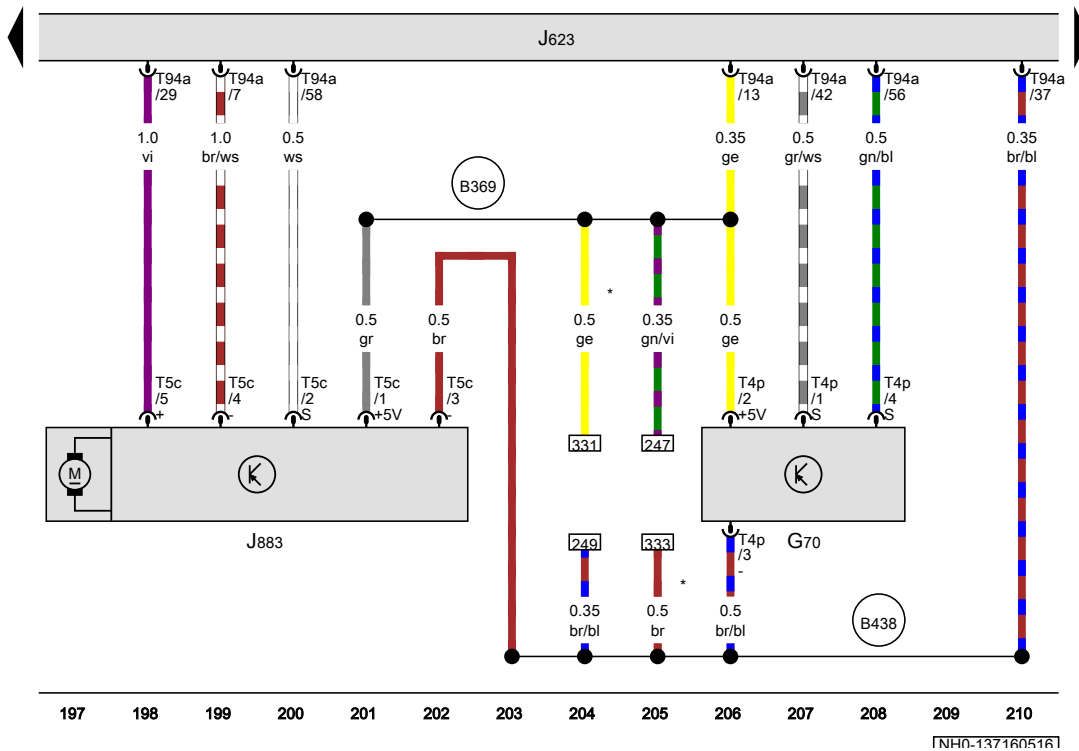 J623
T94a
/29
T94a
/7
T94a
/58
T94a
/13
T94a
/42
T94a
/56
T94a
/37
1.0
vi
1.0
br/ws
0.5
ws
0.35
ge
0.5
gr/ws
0.5
gn/bl
0.35
br/bl
B369
*
0.5
gr
0.5
br
0.5
ge
0.35
gn/vi
0.5
ge
T5c
/5
+
T5c
/4
-
T5c
/2
S
T5c
/1
+5V
T5c
/3
-
T4p
/2
+5V
T4p
/1
S
T4p
/4
S
331
247
M
J883
249
333
T4p
/3
-
G70
*
0.35
br/bl
0.5
br
0.5
br/bl
B438
197 198 199 200 201 202 203 204 205 206 207 208 209 210
NH0-137160516